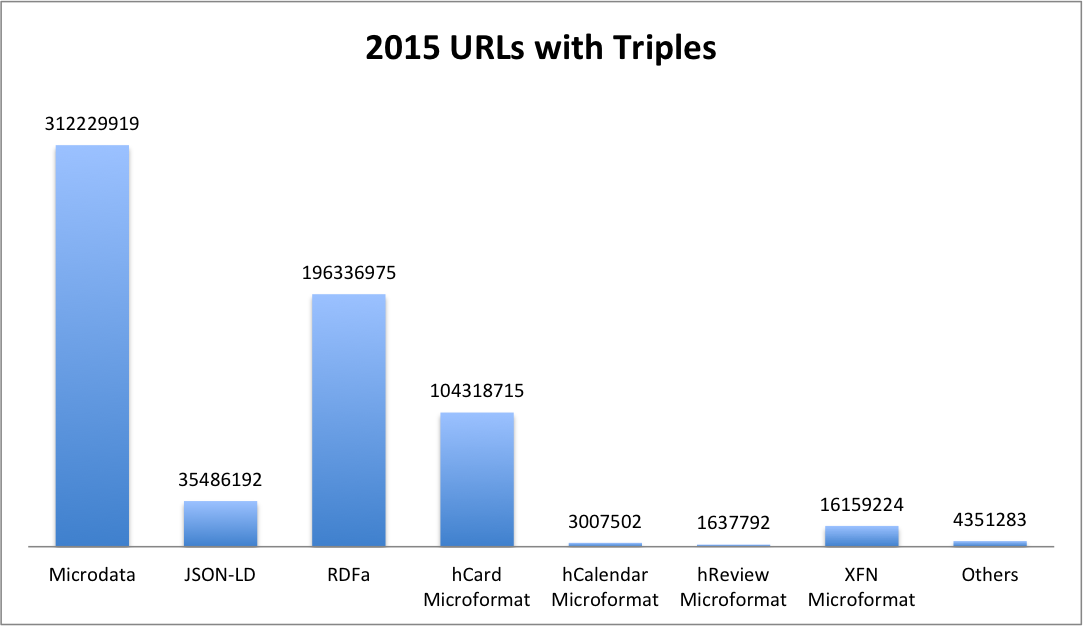 2015 URLs with Triples
312229919
196336975
104318715
35486192
3007502
1637792
16159224
4351283
Microdata
JSON-LD
RDFa
hCard
Microformat
hCalendar
Microformat
hReview
Microformat
XFN
Microformat
Others